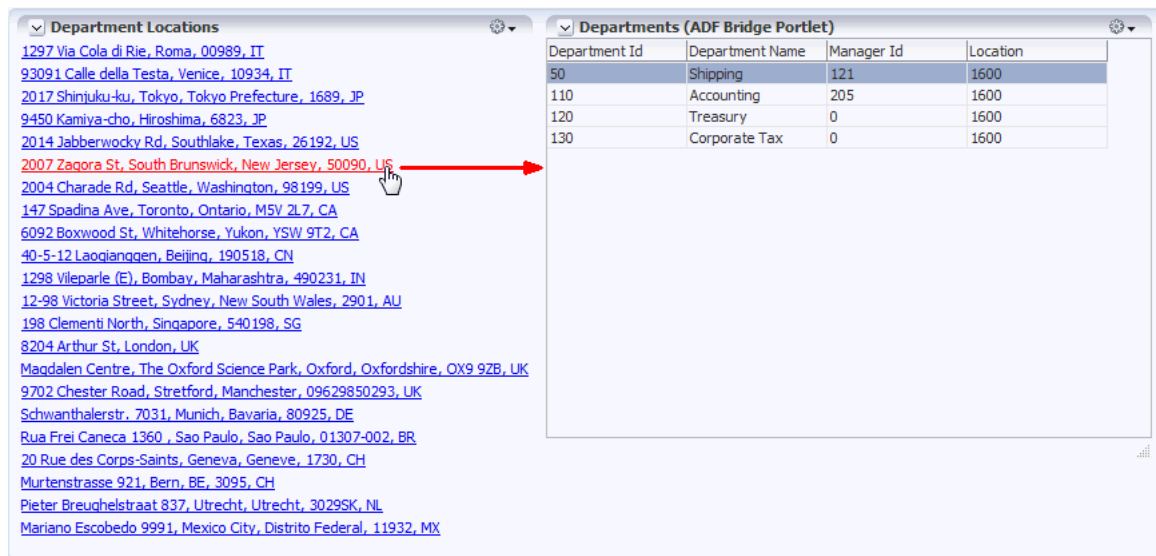 Department Locations
1297 Via Cola di Rie, Roma, 00989, IT
93091 Calle della Testa, Venice, 10934, IT
2017 Shinjuku-ku, Tokyo, Tokyo Prefecture, 1689, JP
9450 Kamiya-cho, Hiroshima, 6823, JP
2014 Jabberwocky Rd, Southlake, Texas, 26192, US
2007 Zagora St, South Brunswick, New Jersey, 50090, US
2004 Charade Rd, Seattle, Washington, 98199, US
147 Spadina Ave, Toronto, Ontario, M5V 2L7, CA
6092 Boxwood St, Whitehorse, Yukon, YSW 9T2, CA
40-5-12 Laogianggen, Beijing, 190518, CN
1298 Vileparle (E), Bombay, Maharashtra, 490231, IN
12-98 Victoria Street, Sydney, New South Wales, 2901, AU
198 Clementi North, Singapore, 540198, SG
8204 Arthur St, London, UK
Magdalen Centre, The Oxford Science Park, Oxford, Oxfordshire, OX9 9ZB, UK
9702 Chester Road, Stretford, Manchester, 09629850293, UK
Schwanthalerstr. 7031, Munich, Bavaria, 80925, DE
Rua Frei Caneca 1360 , Sao Paulo, Sao Paulo, 01307-002, BR
20 Rue des Corps-Saints, Geneva, Geneve, 1730, CH
Murtenstrasse 921, Bern, BE, 3095, CH
Pieter Breughelstraat 837, Utrecht, Utrecht, 3029SK, NL
Mariano Escobedo 9991, Mexico City, Distrito Federal, 11932, MX
Departments (ADF Bridge Portlet)
Department Id Department Name Manager Id Location
50 Shipping 121 1600
110 Accounting 205 1600
120 Treasury 0 1600
130 Corporate Tax 0 1600